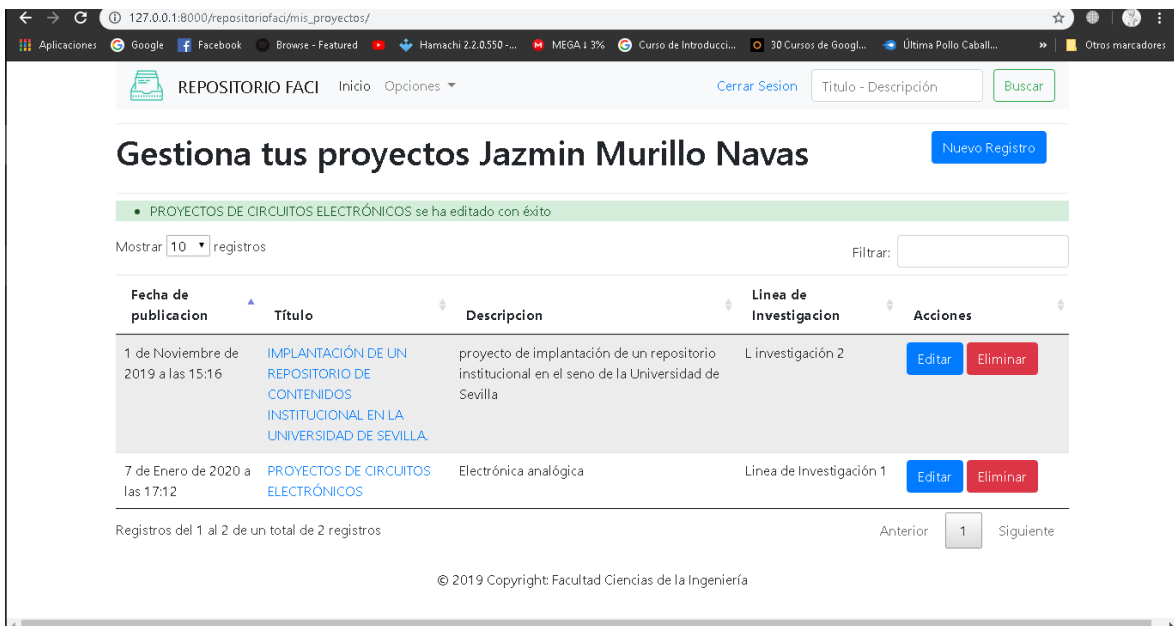 127.0.0.1:8000/repositoriofaci/mis_proyectos/
Aplicaciones Google Facebook Browse - Featured Hamachi 2.2.0.550 -... MEGA ⬇ 3% Curso de Introducci... 30 Cursos de Googl... Última Pollo Caball... » Otros marcadores
REPOSITORIO FACI Inicio Opciones Cerrar Sesion Titulo - Descripción Buscar
Gestiona tus proyectos Jazmin Murillo Navas Nuevo Registro
• PROYECTOS DE CIRCUITOS ELECTRÓNICOS se ha editado con éxito
Mostrar 10 registros
Filtrar:
Fecha de publicacion Título Descripcion Linea de Investigacion Acciones
1 de Noviembre de 2019 a las 15:16
IMPLANTACIÓN DE UN
REPOSITORIO DE
CONTENIDOS
INSTITUCIONAL EN LA
UNIVERSIDAD DE SEVILLA.
proyecto de implantación de un repositorio
institucional en el seno de la Universidad de
Sevilla
L investigación 2
Editar Eliminar
7 de Enero de 2020 a
las 17:12
PROYECTOS DE CIRCUITOS
ELECTRÓNICOS
Electrónica analógica
Linea de Investigación 1
Editar Eliminar
Registros del 1 al 2 de un total de 2 registros
Anterior 1 Siguiente
© 2019 Copyright: Facultad Ciencias de la Ingeniería